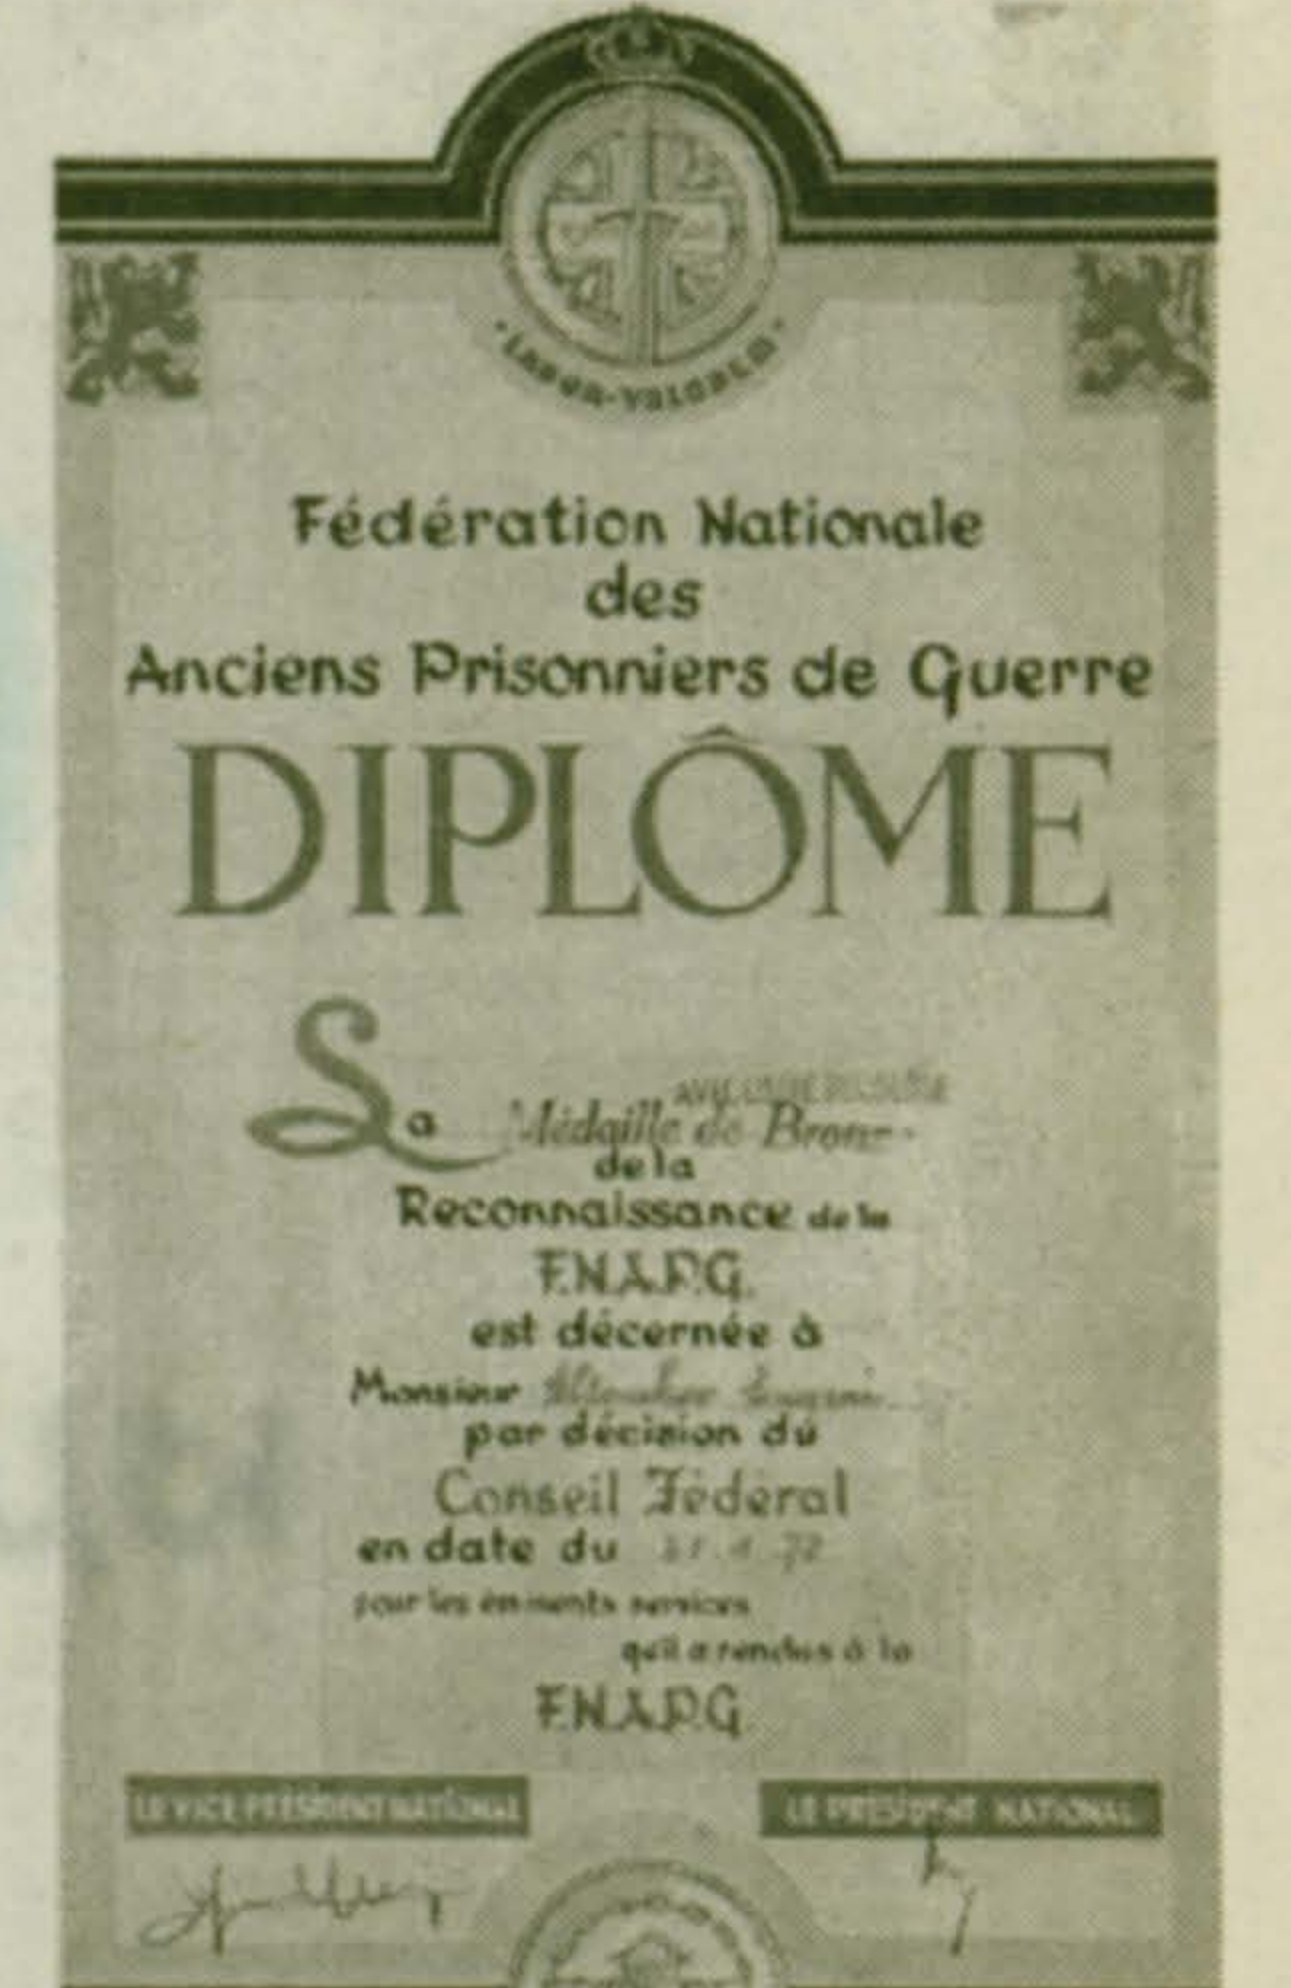 Fédération Nationale
des
Anciens Prisonniers de Guerre
DIPLÔME
La Médaille de Bronze
de la
Reconnaissance de la
F.N.A.P.G.
est décernée à
Monsieur
par décision du
Conseil Fédéral
en date du
pour les éminents services
qu'il a rendus à la
F.N.A.P.G
LE VICE PRÉSIDENT NATIONAL
LE PRÉSIDENT NATIONAL